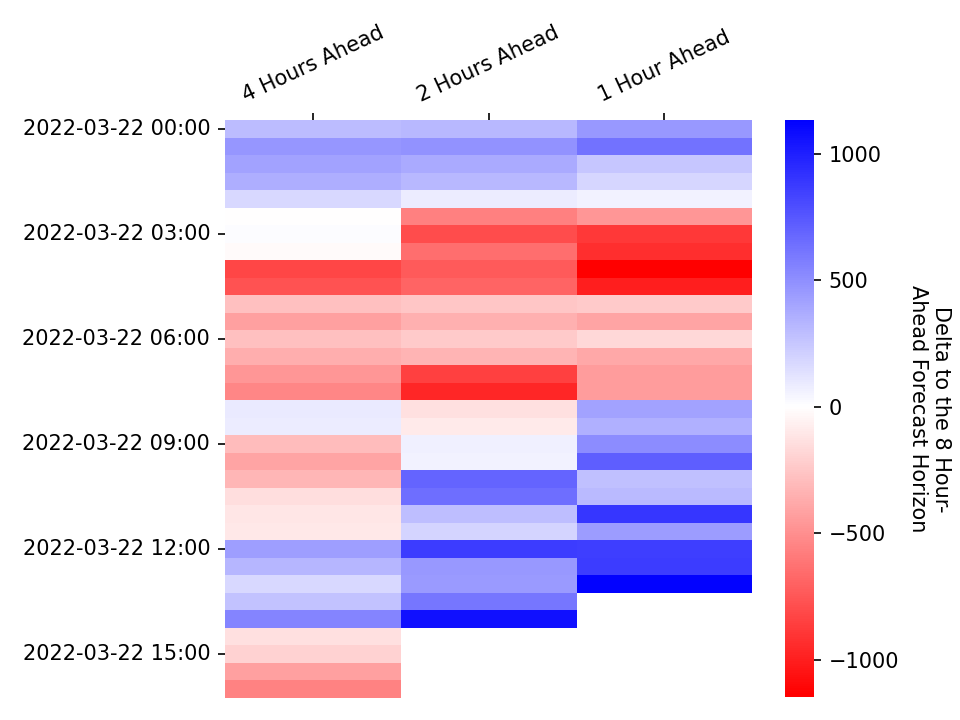 4 Hours Ahead
2 Hours Ahead
1 Hour Ahead
2022-03-22 00:00
2022-03-22 03:00
2022-03-22 06:00
2022-03-22 09:00
2022-03-22 12:00
2022-03-22 15:00
1000
500
0
−500
−1000
Delta to the 8 Hour-
Ahead Forecast Horizon